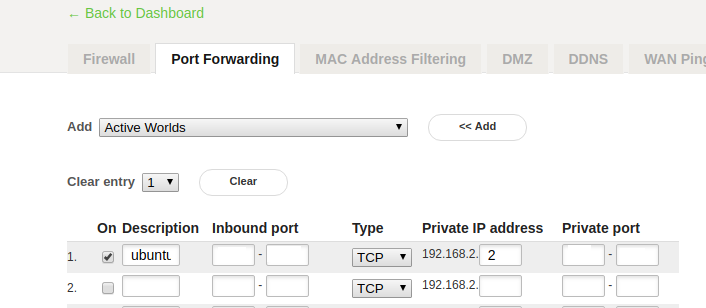 ← Back to Dashboard
Firewall Port Forwarding MAC Address Filtering DMZ DDNS WAN Ping
Add Active Worlds << Add
Clear entry 1 Clear
On Description Inbound port Type Private IP address Private port
1. ubuntu - TCP 192.168.2. 2 -
2. - TCP 192.168.2. -